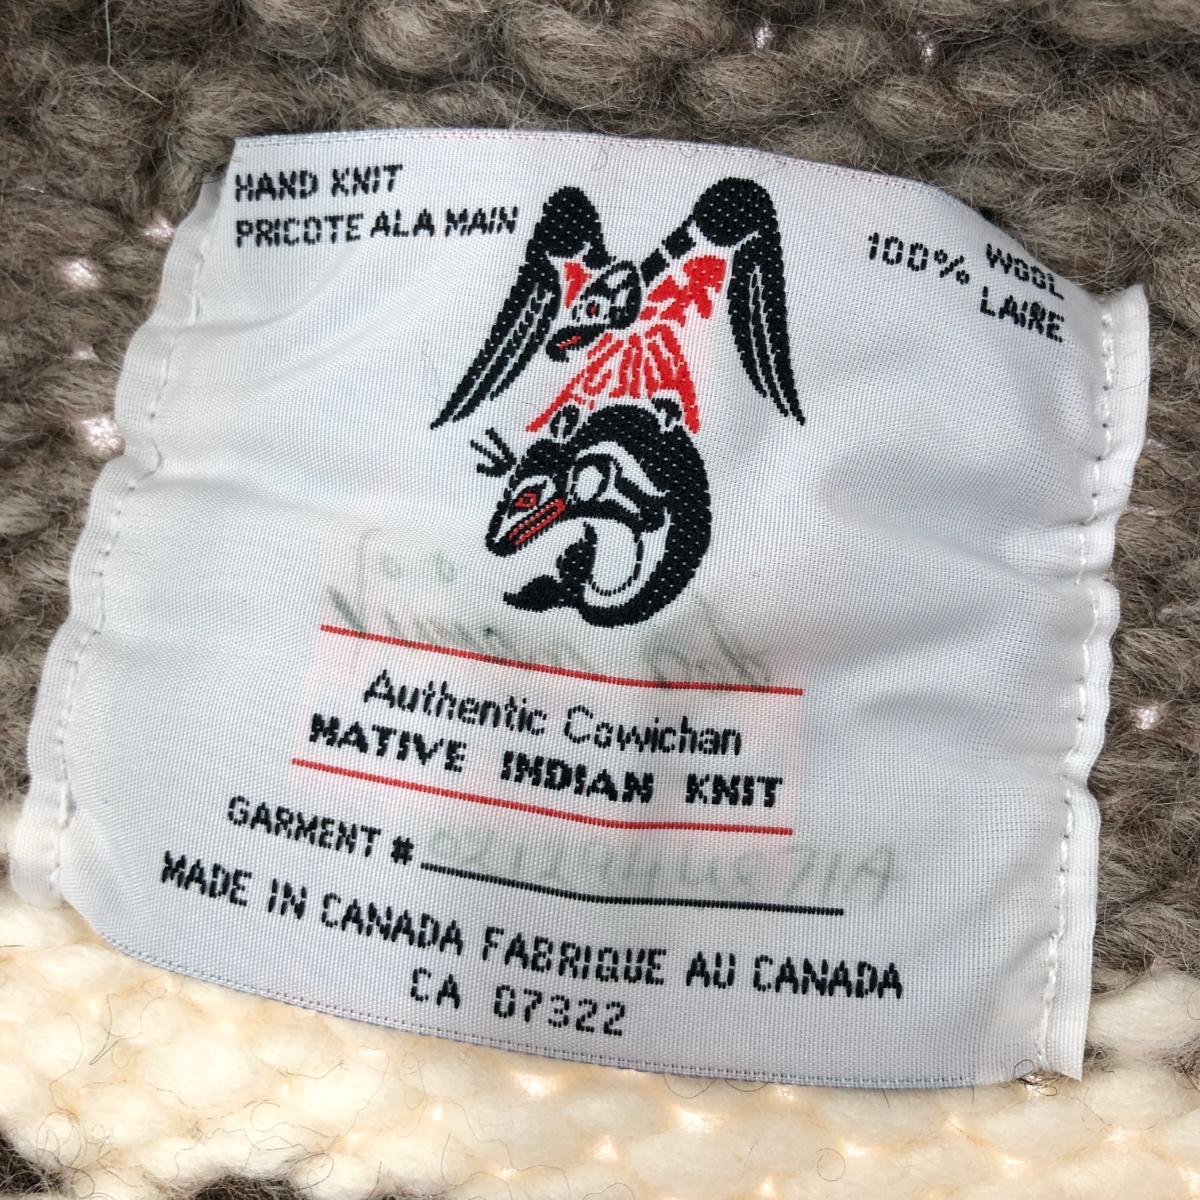 HAND KNIT
PRICOTE A LA MAIN
100% WOOL
LAIRE
Authentic Cowichan
NATIVE INDIAN KNIT
GARMENT #
MADE IN CANADA FABRIQUE AU CANADA
CA 07322